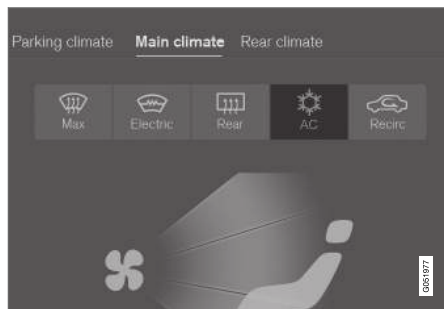 Parking climate Main climate Rear climate
Max Electric Rear AC Recirc
G051977